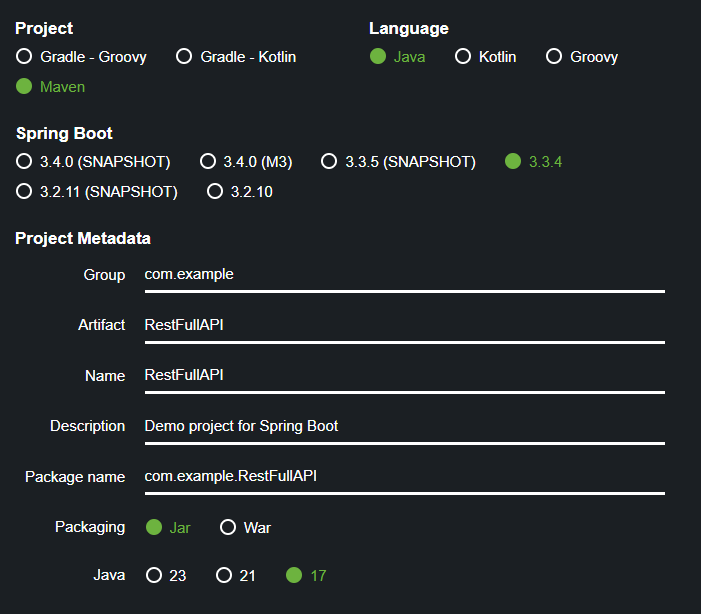 Project
Language
Gradle - Groovy Gradle - Kotlin
Java Kotlin Groovy
Maven
Spring Boot
3.4.0 (SNAPSHOT) 3.4.0 (M3) 3.3.5 (SNAPSHOT) 3.3.4
3.2.11 (SNAPSHOT) 3.2.10
Project Metadata
Group com.example
Artifact RestFullAPI
Name RestFullAPI
Description Demo project for Spring Boot
Package name com.example.RestFullAPI
Packaging Jar War
Java 23 21 17